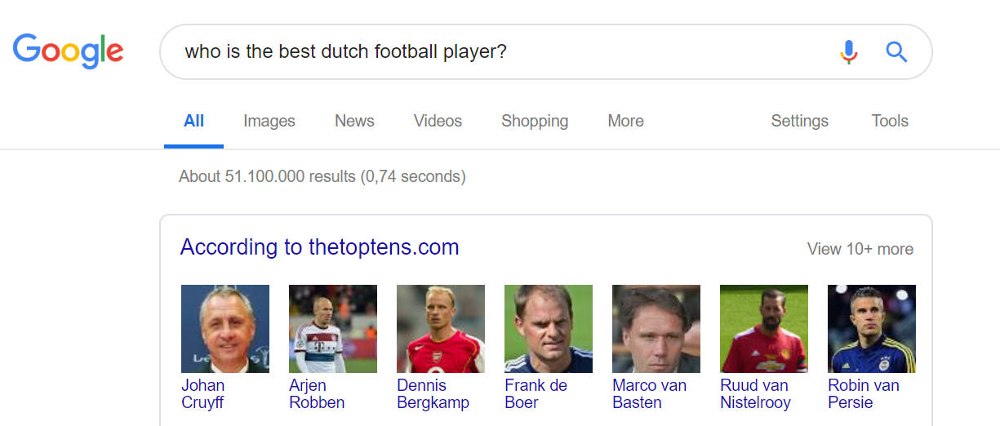 Google
who is the best dutch football player?
All Images News Videos Shopping More Settings Tools
About 51.100.000 results (0,74 seconds)
According to thetoptens.com
View 10+ more
Johan
Cruyff
Arjen
Robben
Dennis
Bergkamp
Frank de
Boer
Marco van
Basten
Ruud van
Nistelrooy
Robin van
Persie